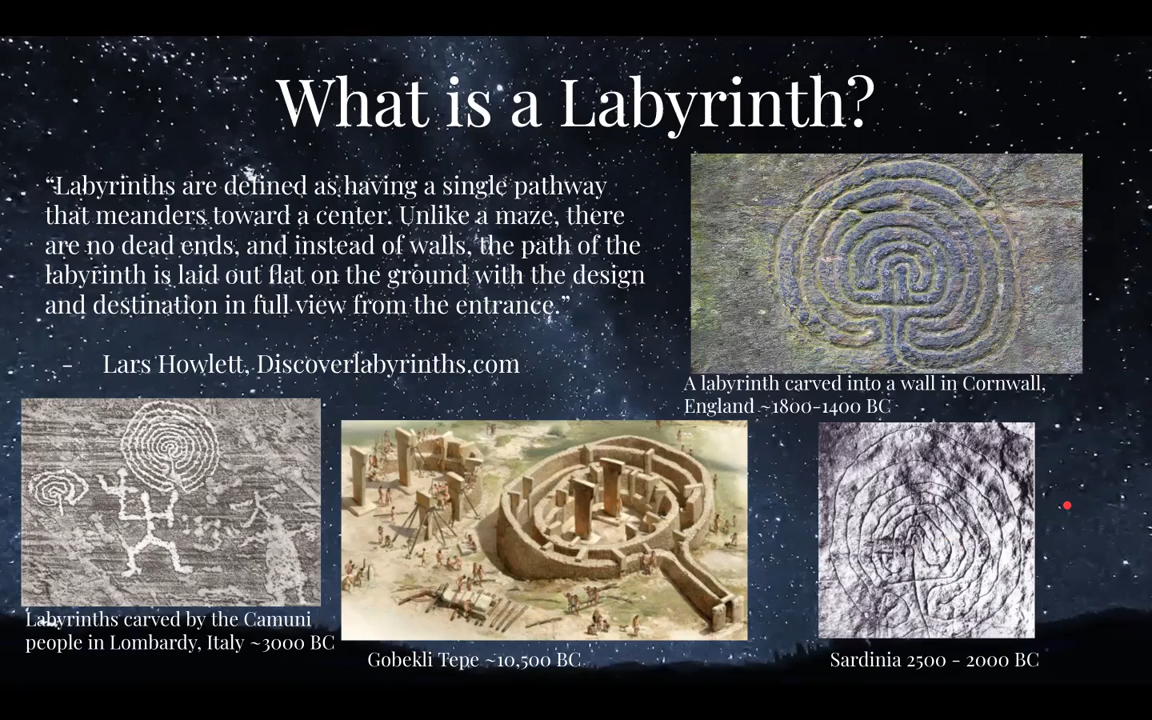 What is a Labyrinth?
“Labyrinths are defined as having a single pathway
that meanders toward a center. Unlike a maze, there
are no dead ends, and instead of walls, the path of the
labyrinth is laid out flat on the ground with the design
and destination in full view from the entrance.”
- Lars Howlett, Discoverlabyrinths.com
A labyrinth carved into a wall in Cornwall,
England ~1800-1400 BC
Labyrinths carved by the Camuni
people in Lombardy, Italy ~3000 BC
Gobekli Tepe ~10,500 BC
Sardinia 2500 - 2000 BC